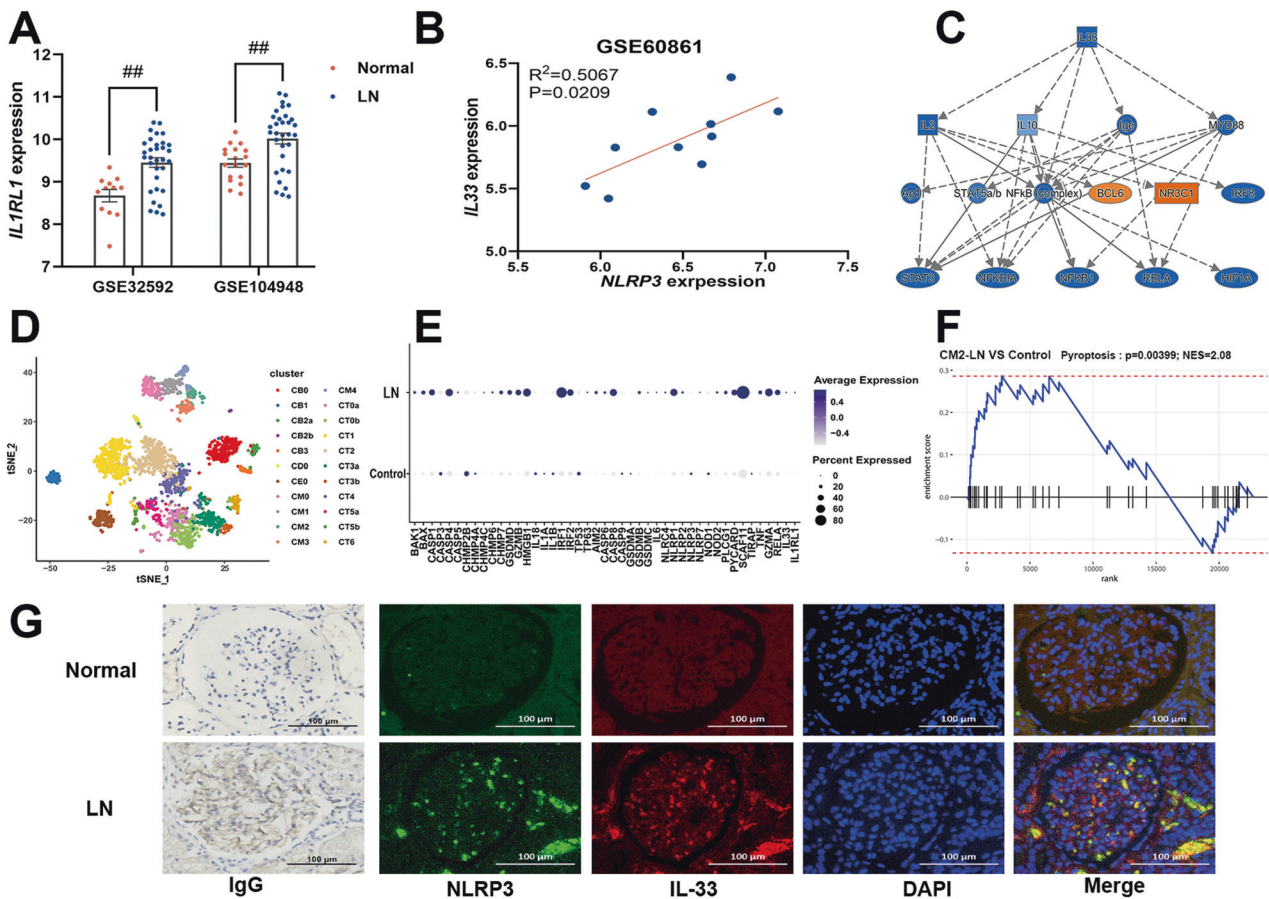 A
IL1RL1 expression
12
11
10
9
8
7
##
##
GSE32592
GSE104948
Normal
LN
B
GSE60861
R²=0.5067
P=0.0209
IL33 expression
6.5
6.0
5.5
5.0
5.5
6.0
6.5
7.0
7.5
NLRP3 exrpession
C
IL33
IL2
IL10
Ige
MYD88
Ap1
STAT5a/b
NFkB (complex)
BCL6
NR3C1
IRF8
STAT3
NFKBIA
NFKB1
RELA
HIF1A
D
tSNE_2
40
20
0
−20
−50
−25
0
25
tSNE_1
cluster
CB0
CB1
CB2a
CB2b
CB3
CD0
CE0
CM0
CM1
CM2
CM3
CM4
CT0a
CT0b
CT1
CT2
CT3a
CT3b
CT4
CT5a
CT5b
CT6
E
LN
Control
BAK1
BAX
CASP1
CASP3
CASP4
CASP5
CHMP2B
CHMP4A
CHMP4C
CHMP6
CHMP7
GSDMD
GZMB
HMGB1
IL18
IL1A
IL1B
IRF1
IRF2
TP53
TP63
AIM2
CASP6
CASP8
CASP9
GSDMA
GSDMB
GSDMC
IL6
NLRC4
NLRP1
NLRP2
NLRP3
NLRP7
NOD1
NOD2
PLCG1
PYCARD
SCAF11
TIRAP
TNF
GZMA
RELA
IL33
IL1RL1
Average Expression
0.4
0.0
−0.4
Percent Expressed
0
20
40
60
80
F
CM2-LN VS Control Pyroptosis : p=0.00399; NES=2.08
enrichment score
0.3
0.2
0.1
0.0
−0.1
0
5000
10000
15000
20000
rank
G
Normal
100 μm
100 μm
100 μm
100 μm
100 μm
LN
100 μm
100 μm
100 μm
100 μm
100 μm
IgG
NLRP3
IL-33
DAPI
Merge